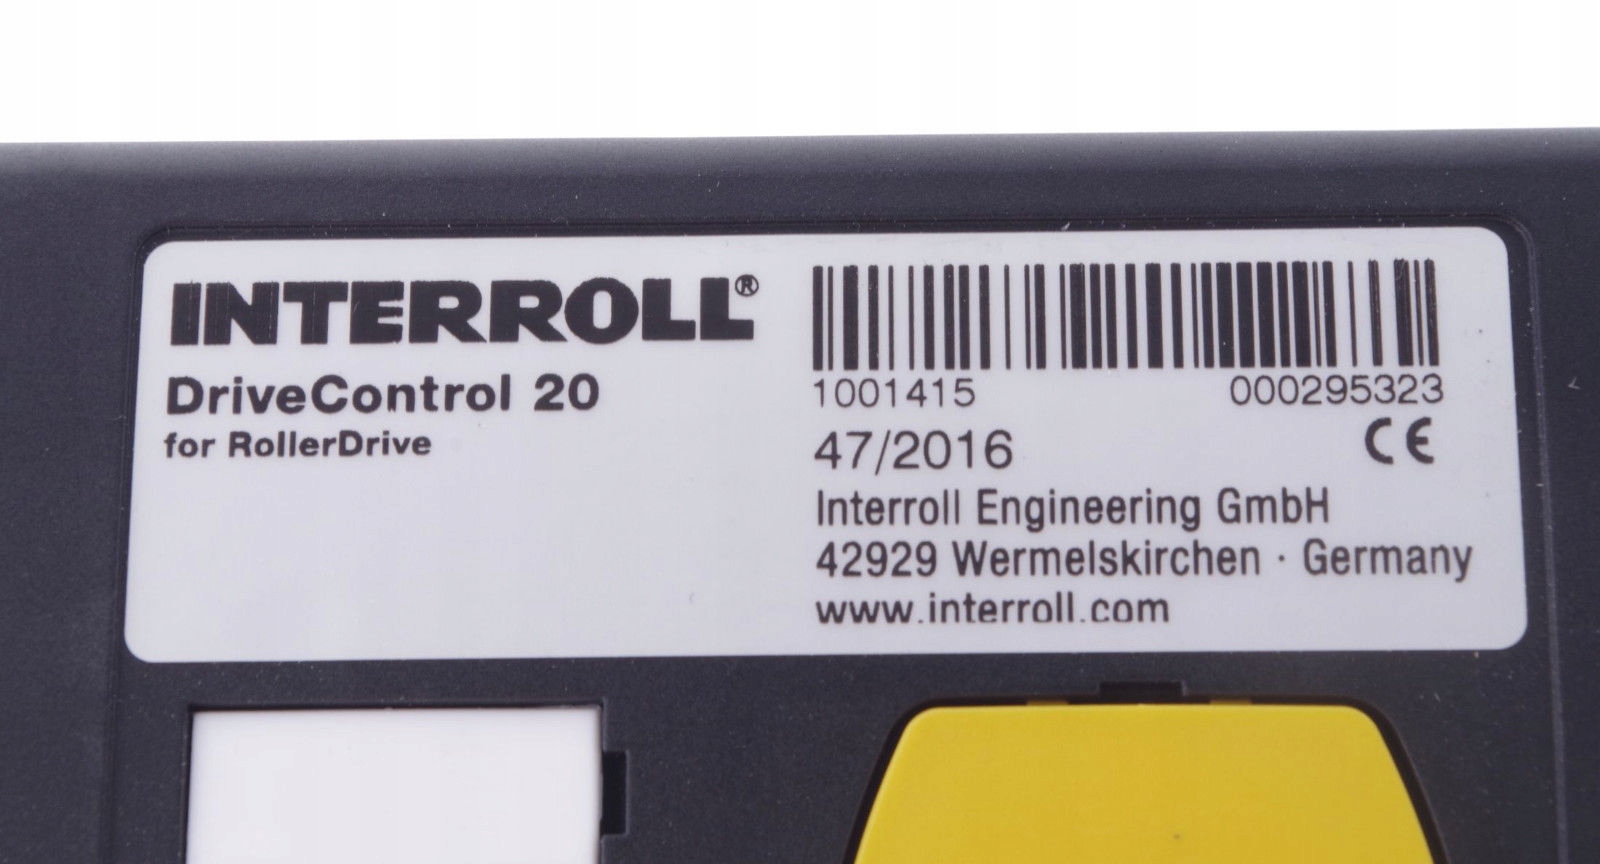 INTERROLL®
DriveControl 20
for RollerDrive
1001415 000295323
47/2016 CE
Interroll Engineering GmbH
42929 Wermelskirchen · Germany
www.interroll.com